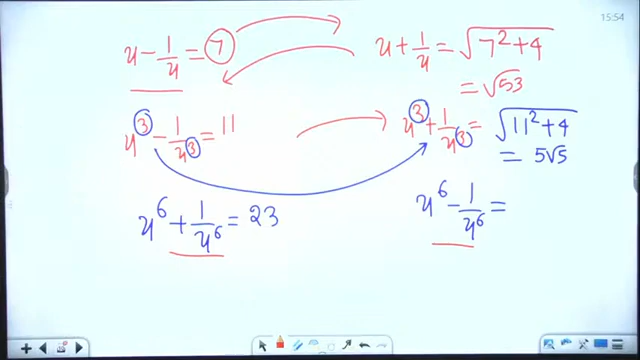 15:54
x - 1/x = 7
x + 1/x = √(7² + 4)
= √53
x³ - 1/x³ = 11
x³ + 1/x³ = √(11² + 4)
= 5√5
x⁶ + 1/x⁶ = 23
x⁶ - 1/x⁶ =